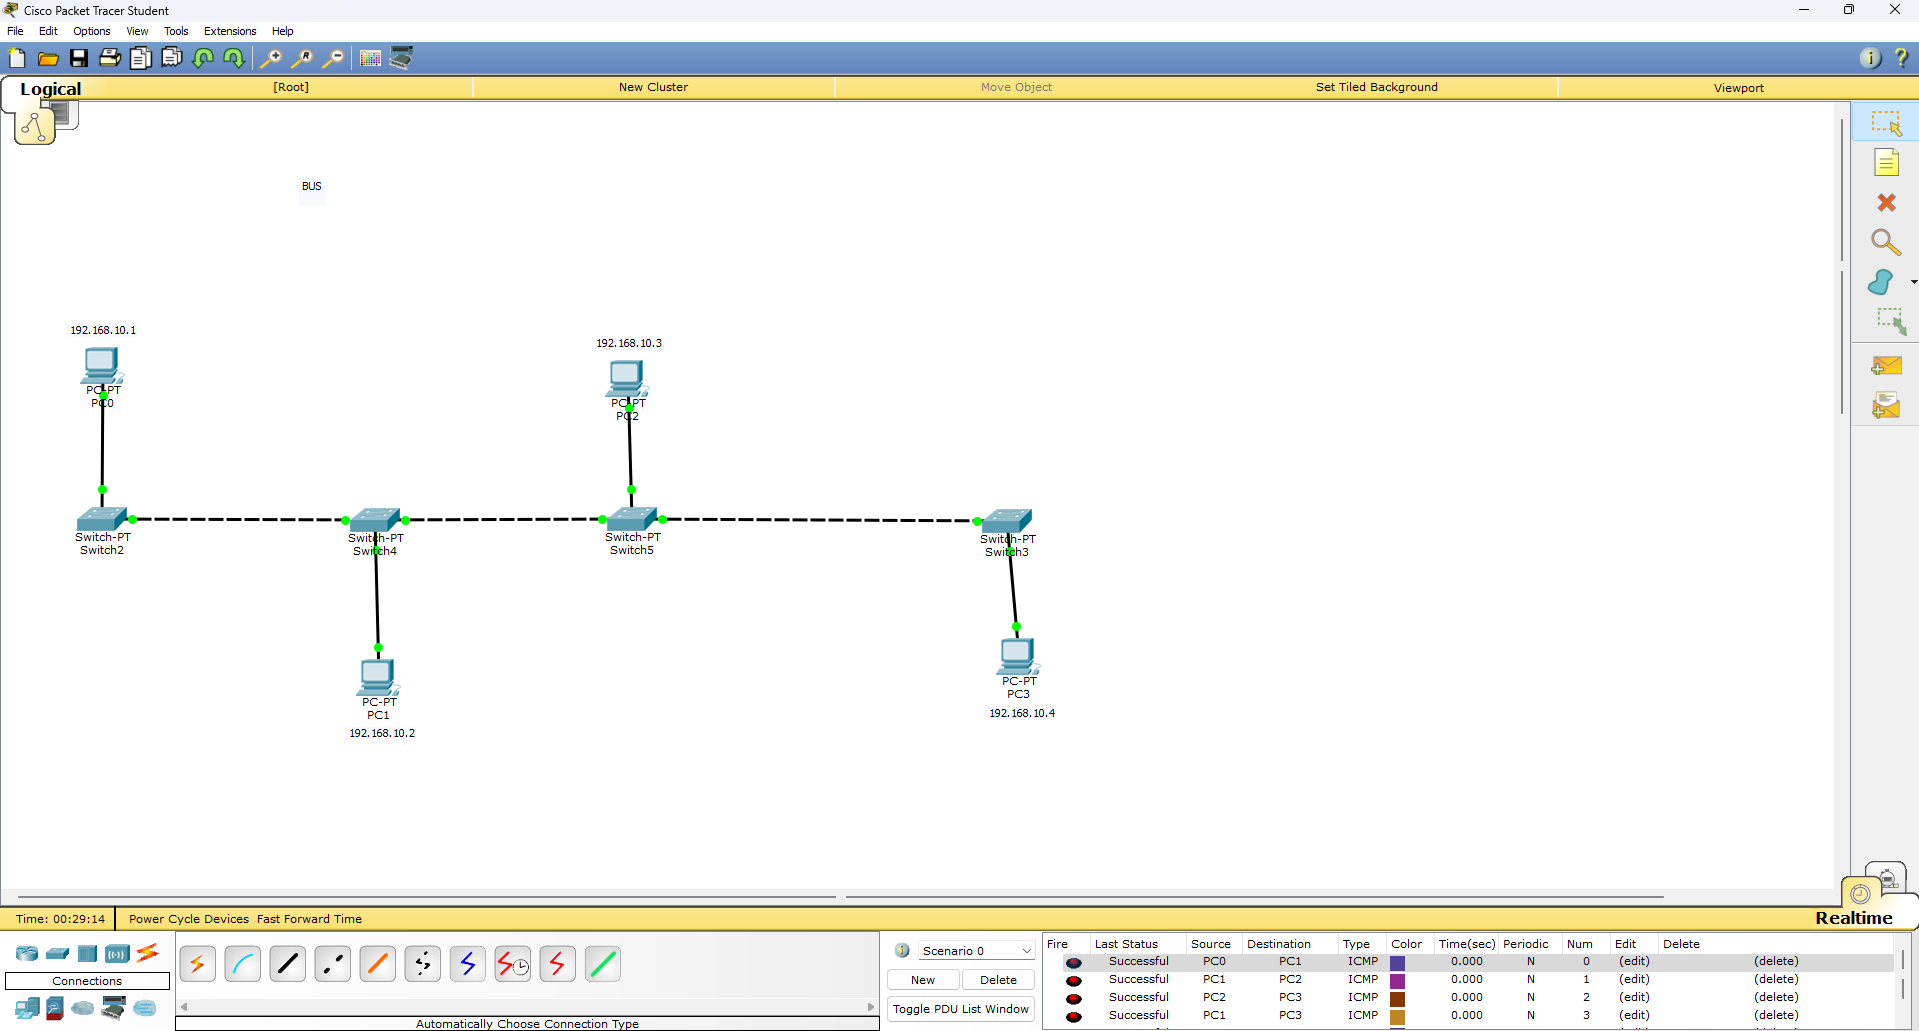 Cisco Packet Tracer Student
File Edit Options View Tools Extensions Help
Logical [Root] New Cluster Move Object Set Tiled Background Viewport
BUS
192.168.10.1
PC-PT
PC0
192.168.10.3
PC-PT
PC2
Switch-PT
Switch2
Switch-PT
Switch4
Switch-PT
Switch5
Switch-PT
Switch3
PC-PT
PC1
192.168.10.2
PC-PT
PC3
192.168.10.4
Time: 00:29:14 Power Cycle Devices Fast Forward Time
Realtime
Connections
Automatically Choose Connection Type
Scenario 0
New Delete
Toggle PDU List Window
Fire Last Status Source Destination Type Color Time(sec) Periodic Num Edit Delete
Successful PC0 PC1 ICMP 0.000 N 0 (edit) (delete)
Successful PC1 PC2 ICMP 0.000 N 1 (edit) (delete)
Successful PC2 PC3 ICMP 0.000 N 2 (edit) (delete)
Successful PC1 PC3 ICMP 0.000 N 3 (edit) (delete)